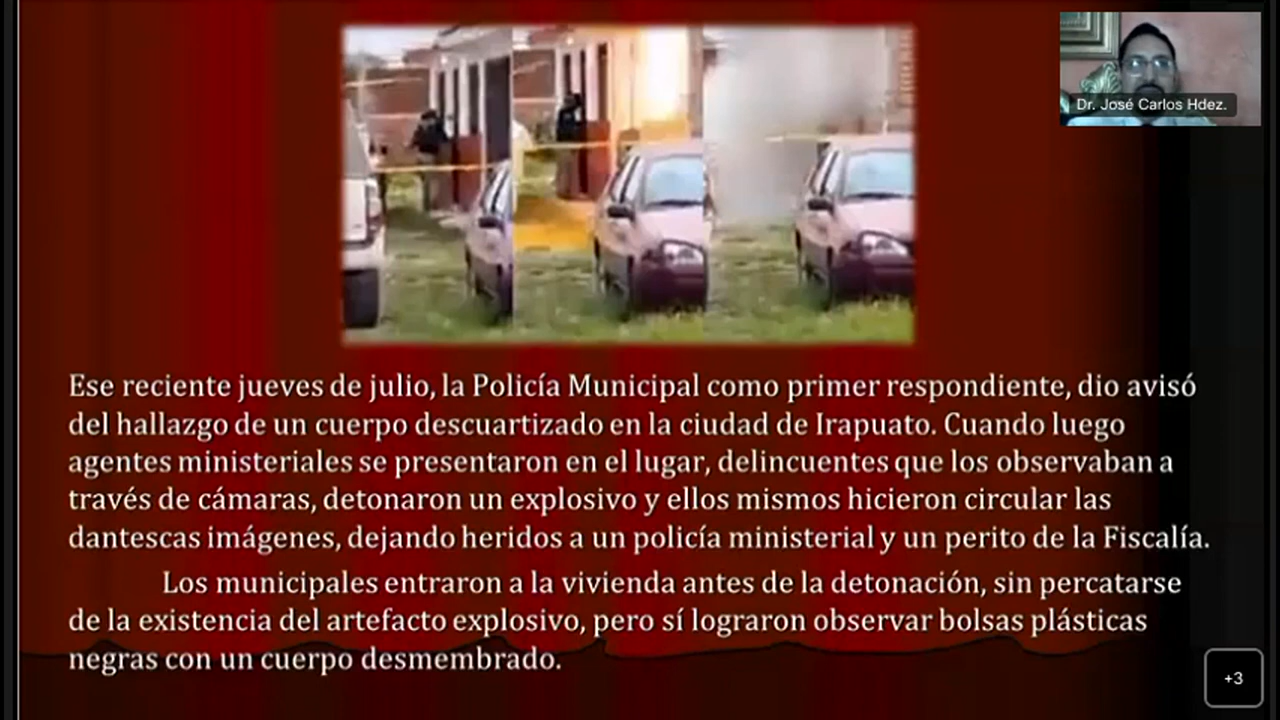 Dr. José Carlos Hdez.
Ese reciente jueves de julio, la Policía Municipal como primer respondiente, dio avisó
del hallazgo de un cuerpo descuartizado en la ciudad de Irapuato. Cuando luego
agentes ministeriales se presentaron en el lugar, delincuentes que los observaban a
través de cámaras, detonaron un explosivo y ellos mismos hicieron circular las
dantescas imágenes, dejando heridos a un policía ministerial y un perito de la Fiscalía.
Los municipales entraron a la vivienda antes de la detonación, sin percatarse
de la existencia del artefacto explosivo, pero sí lograron observar bolsas plásticas
negras con un cuerpo desmembrado.
+3